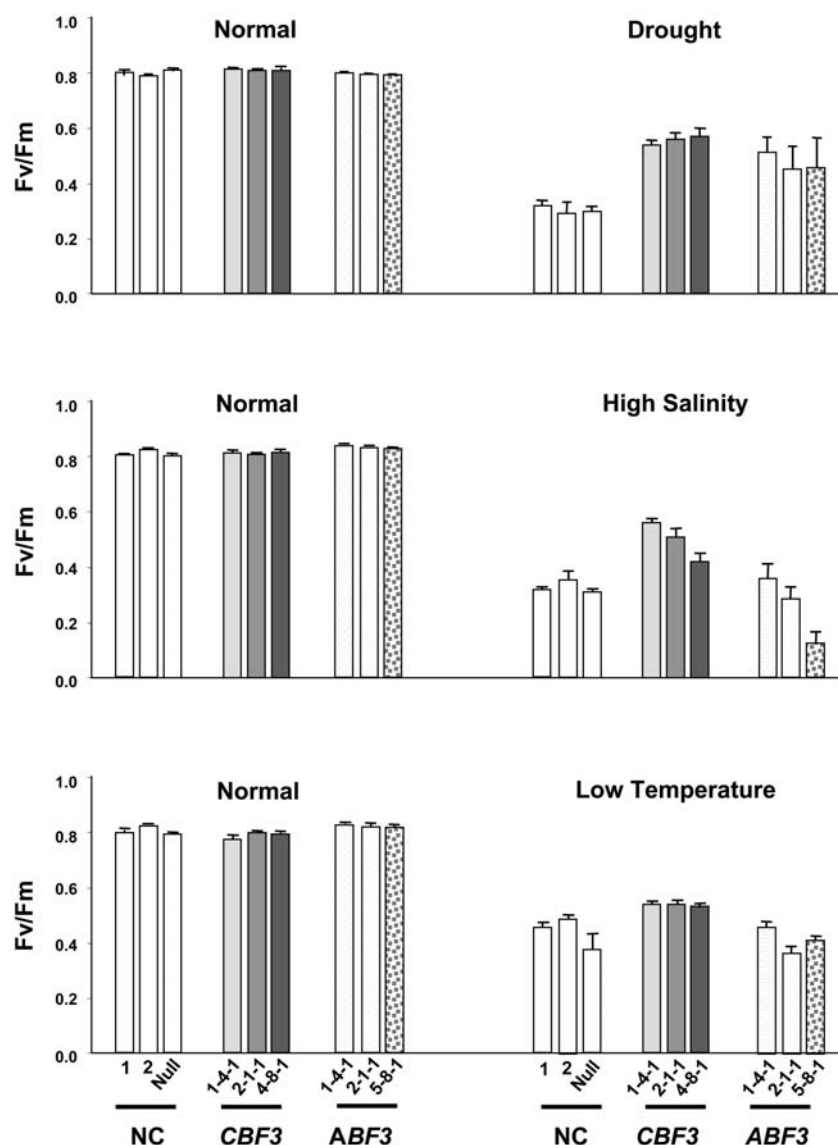 Normal
Drought
Fv/Fm
1.0
0.8
0.6
0.4
0.2
0.0
Normal
High Salinity
Fv/Fm
1.0
0.8
0.6
0.4
0.2
0.0
Normal
Low Temperature
Fv/Fm
1.0
0.8
0.6
0.4
0.2
0.0
1 2 Null 1-4-1 2-1-1 4-8-1 1-4-1 2-1-1 5-8-1 1 2 Null 1-4-1 2-1-1 4-8-1 1-4-1 2-1-1 5-8-1
NC CBF3 ABF3 NC CBF3 ABF3